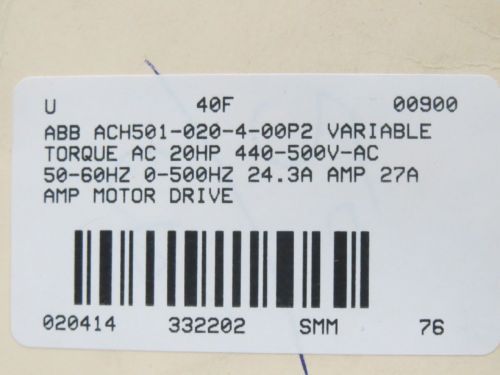 U 40F 00900
ABB ACH501-020-4-00P2 VARIABLE
TORQUE AC 20HP 440-500V-AC
50-60HZ 0-500HZ 24.3A AMP 27A
AMP MOTOR DRIVE
020414 332202 SMM 76